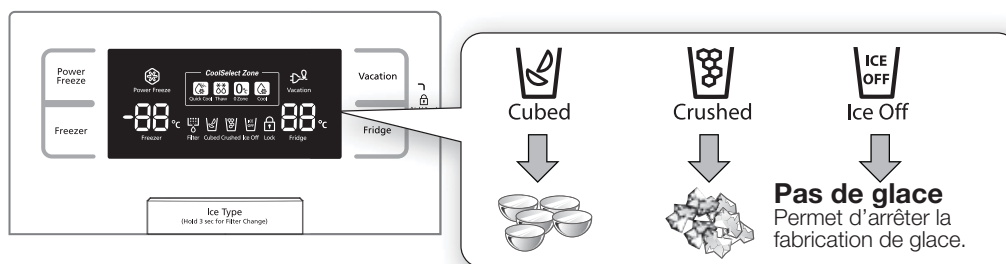 Power
Freeze
Freezer
Power Freeze
CoolSelect Zone
Quick Cool Thaw 0 Zone Cool
0℃
Vacation
-88 °C
88 °C
Freezer
Filter Cubed Crushed Ice Off Lock
Fridge
Vacation
Fridge
Ice Type
(Hold 3 sec for Filter Change)
Cubed
Crushed
ICE
OFF
Ice Off
Pas de glace
Permet d’arrêter la
fabrication de glace.